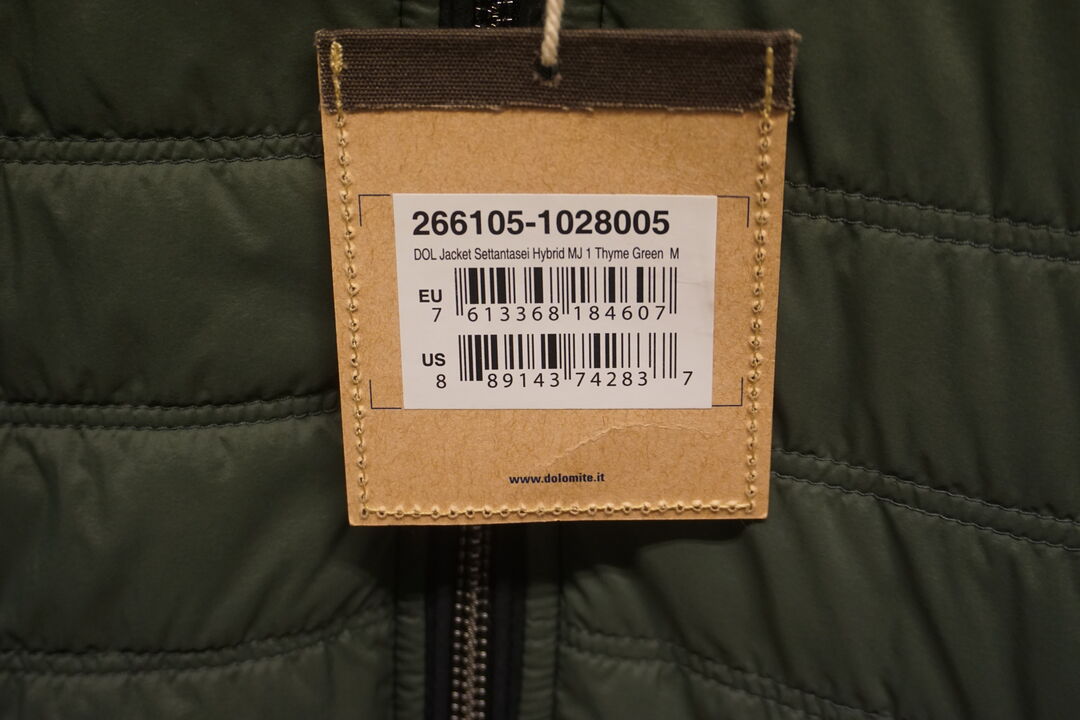 266105-1028005
DOL Jacket Settantasei Hybrid MJ 1 Thyme Green M
EU
7 613368 184607
US
8 89143 74283 7
www.dolomite.it